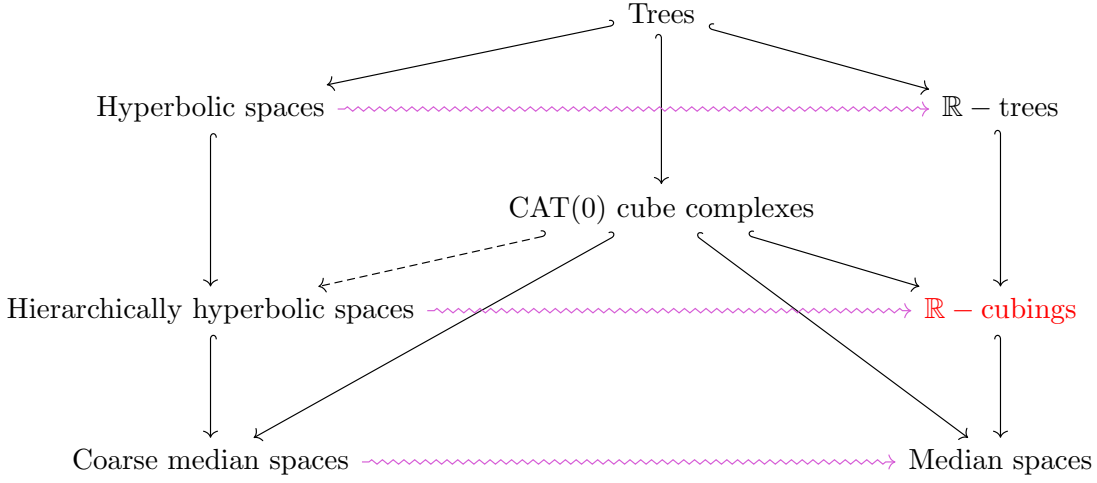 Trees
Hyperbolic spaces
ℝ − trees
CAT(0) cube complexes
Hierarchically hyperbolic spaces
ℝ − cubings
Coarse median spaces
Median spaces